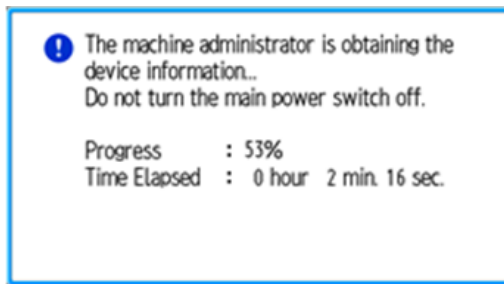 The machine administrator is obtaining the
device information...
Do not turn the main power switch off.
Progress : 53%
Time Elapsed : 0 hour 2 min. 16 sec.